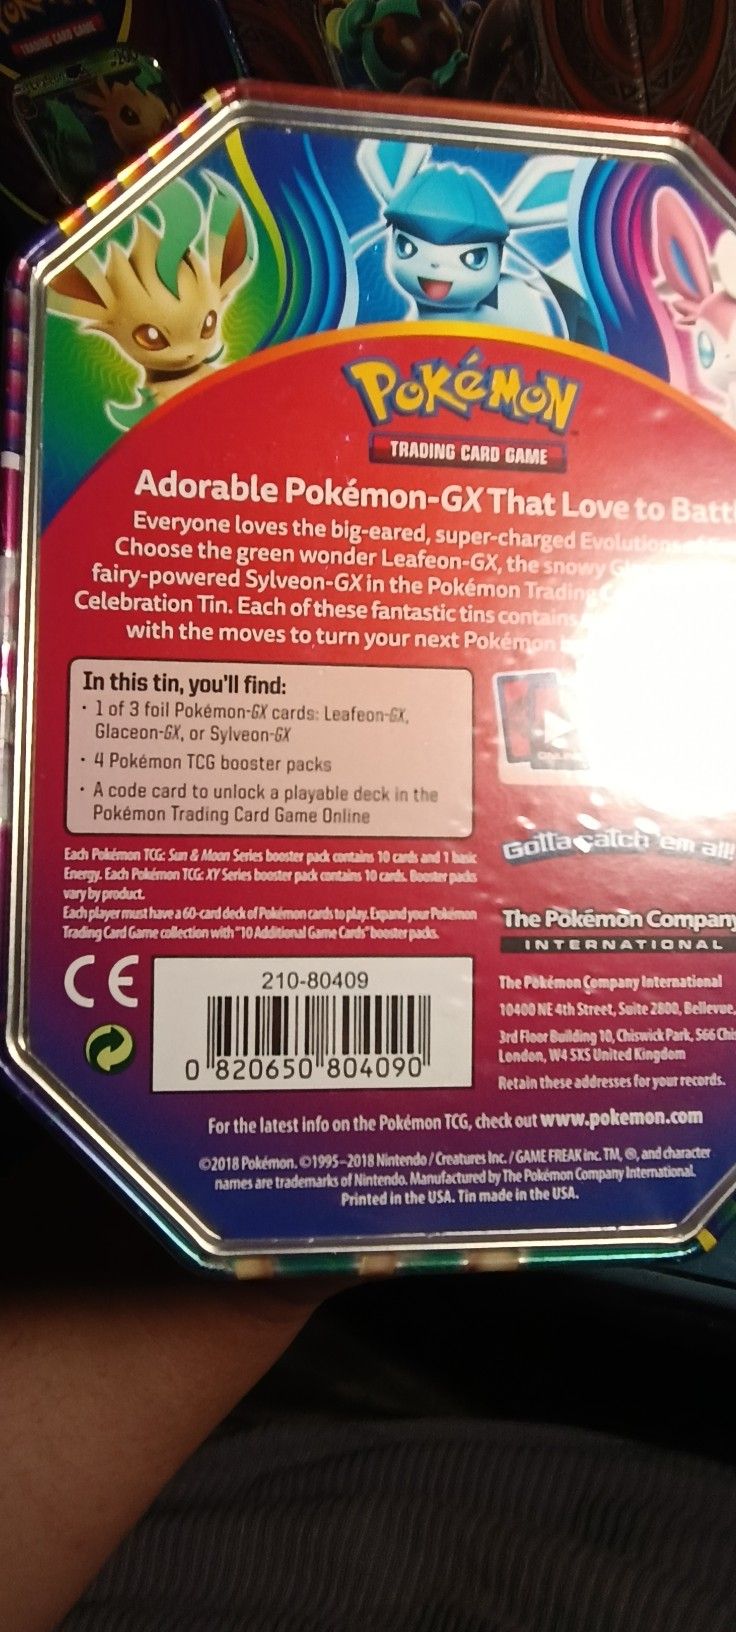 TRADING CARD GAME
POKéMON
TRADING CARD GAME
Adorable Pokémon-GX That Love to Battl
Everyone loves the big-eared, super-charged Evolution
Choose the green wonder Leafeon-GX, the snowy
fairy-powered Sylveon-GX in the Pokémon Trading
Celebration Tin. Each of these fantastic tins contains
with the moves to turn your next Pokémon
In this tin, you'll find:
· 1 of 3 foil Pokémon-GX cards: Leafeon-GX,
Glaceon-GX, or Sylveon-GX
· 4 Pokémon TCG booster packs
· A code card to unlock a playable deck in the
Pokémon Trading Card Game Online
Gotta catch 'em all!
Each Pokémon TCG: Sun & Moon Series booster pack contains 10 cards and 1 basic
Energy. Each Pokémon TCG: XY Series booster pack contains 10 cards. Booster packs
vary by product.
Each player must have a 60-card deck of Pokémon cards to play. Expand your Pokémon
Trading Card Game collection with "10 Additional Game Cards" booster packs.
The Pokémon Company
INTERNATIONAL
CE
210-80409
0 820650 804090
The Pokémon Company International
10400 NE 4th Street, Suite 2800, Bellevue,
3rd Floor Building 10, Chiswick Park, 566 Chis
London, W4 5XS United Kingdom
Retain these addresses for your records.
For the latest info on the Pokémon TCG, check out www.pokemon.com
©2018 Pokémon. ©1995–2018 Nintendo / Creatures Inc. / GAME FREAK inc. TM, ®, and character
names are trademarks of Nintendo. Manufactured by The Pokémon Company International.
Printed in the USA. Tin made in the USA.